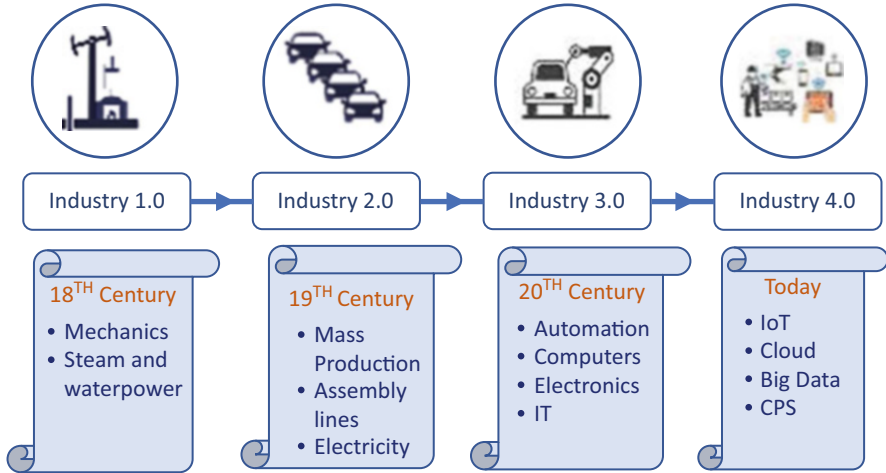 Industry 1.0
Industry 2.0
Industry 3.0
Industry 4.0
18TH Century
• Mechanics
• Steam and
waterpower
19TH Century
• Mass
Production
• Assembly
lines
• Electricity
20TH Century
• Automation
• Computers
• Electronics
• IT
Today
• IoT
• Cloud
• Big Data
• CPS